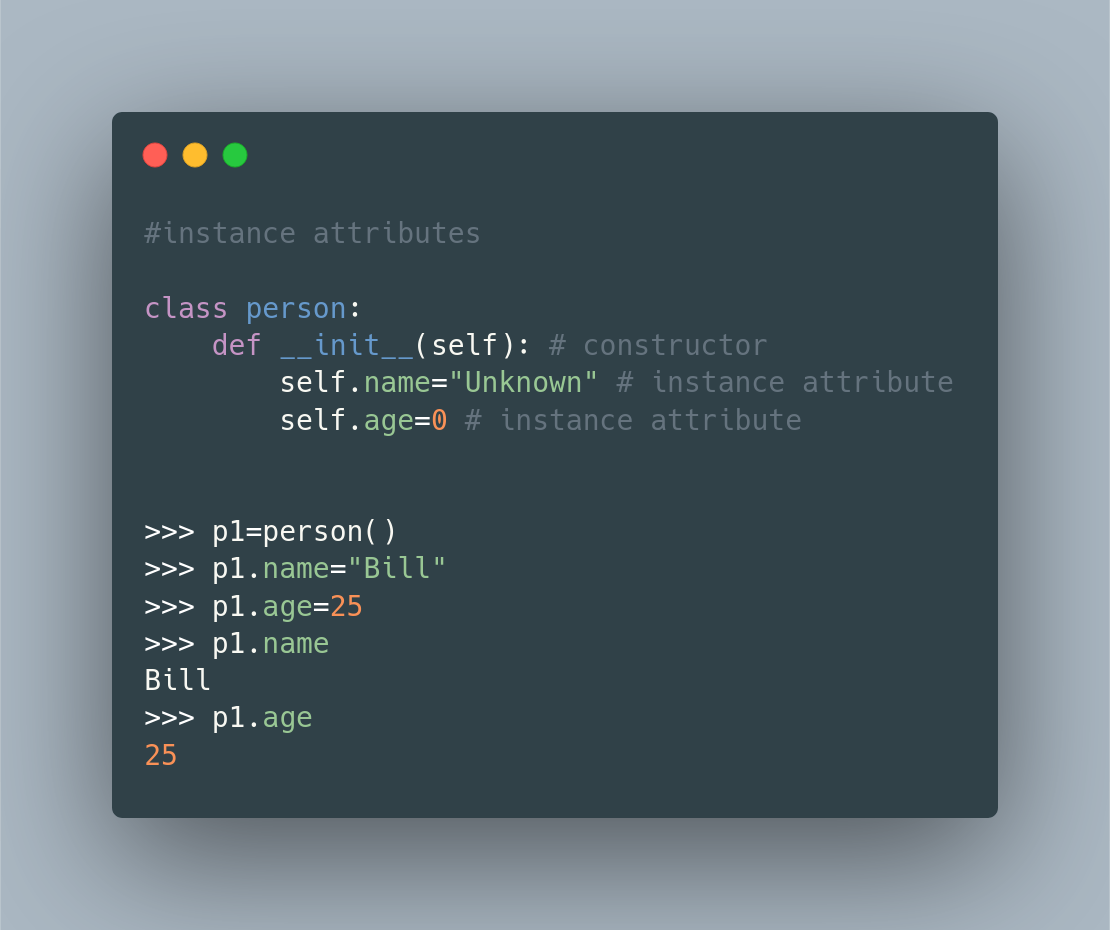 #instance attributes
class person:
    def __init__(self): # constructor
        self.name="Unknown" # instance attribute
        self.age=0 # instance attribute
>>> p1=person()
>>> p1.name="Bill"
>>> p1.age=25
>>> p1.name
Bill
>>> p1.age
25